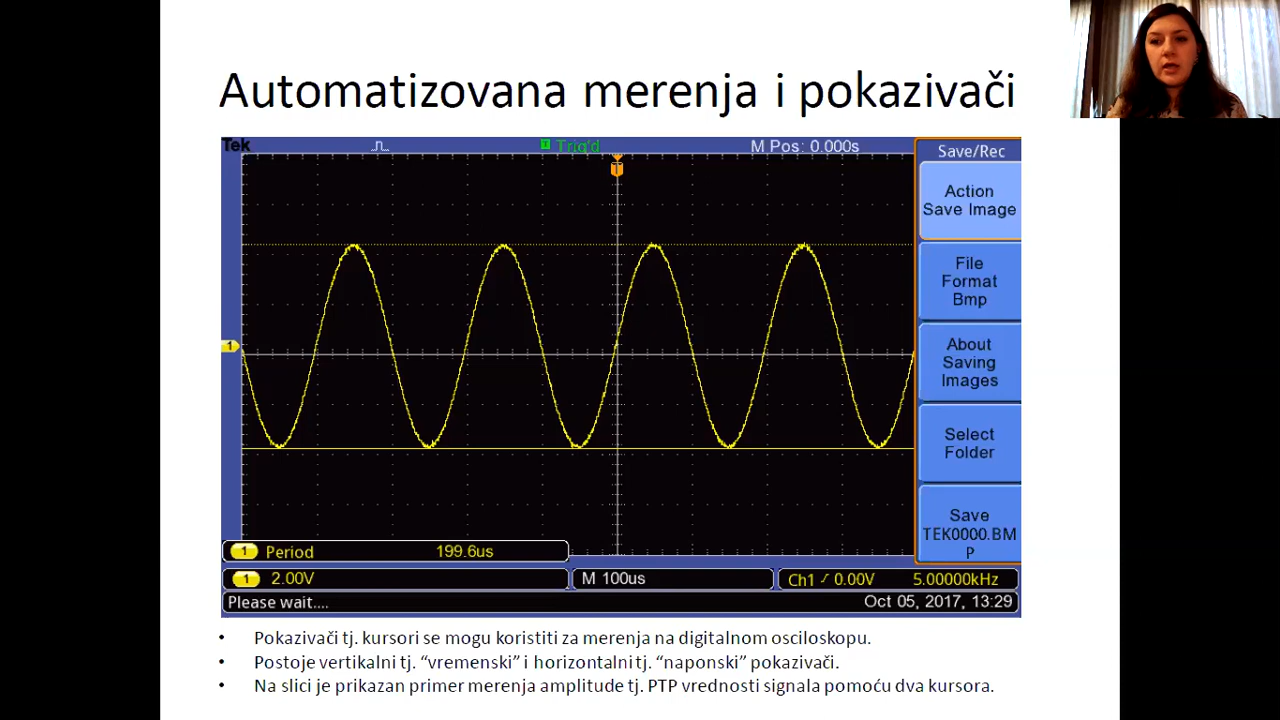 Automatizovana merenja i pokazivači
Tek Trig'd M Pos: 0.000s
T
Save/Rec
Action
Save Image
File
Format
Bmp
About
Saving
Images
Select
Folder
Save
TEK0000.BM
P
1
1 Period 199.6us
1 2.00V M 100us Ch1 0.00V 5.00000kHz
Please wait.... Oct 05, 2017, 13:29
• Pokazivači tj. kursori se mogu koristiti za merenja na digitalnom osciloskopu.
• Postoje vertikalni tj. “vremenski” i horizontalni tj. “naponski” pokazivači.
• Na slici je prikazan primer merenja amplitude tj. PTP vrednosti signala pomoću dva kursora.